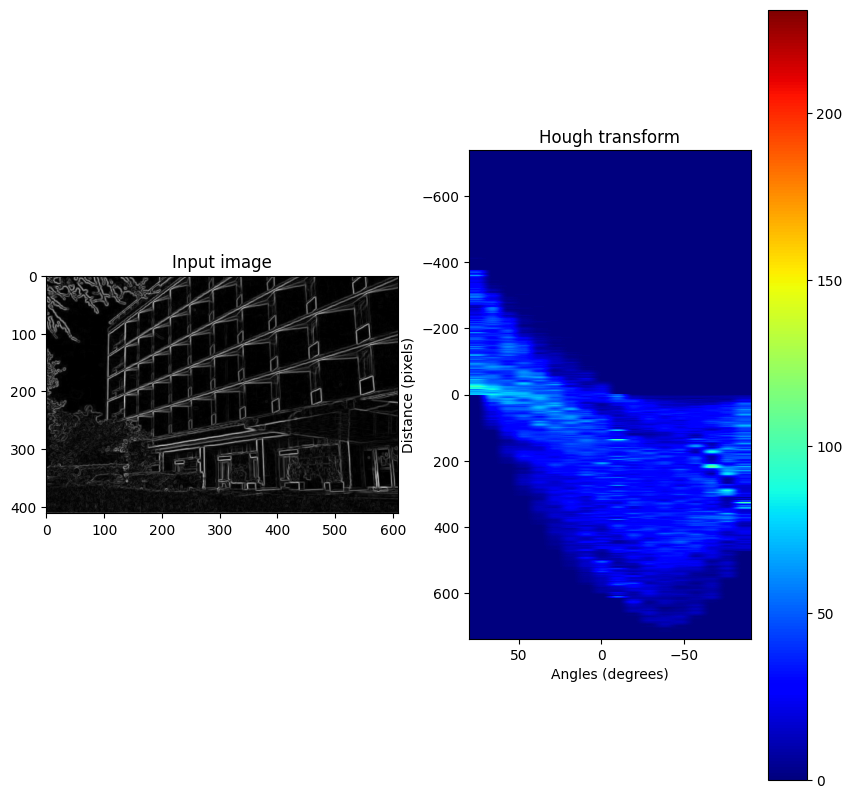 Input image
0
100
200
300
400
0 100 200 300 400 500 600
Hough transform
Distance (pixels)
−600
−400
−200
0
200
400
600
50 0 −50
Angles (degrees)
200
150
100
50
0